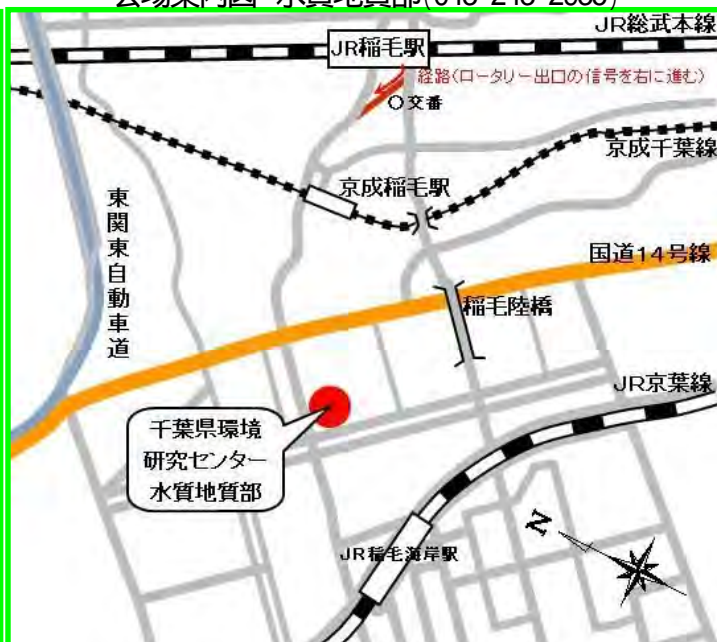 JR総武本線
JR稲毛駅
経路(ロータリー出口の信号を右に進む)
交番
京成千葉線
京成稲毛駅
東関東自動車道
国道14号線
稲毛陸橋
JR京葉線
千葉県環境
研究センター
水質地質部
JR稲毛海岸駅
N